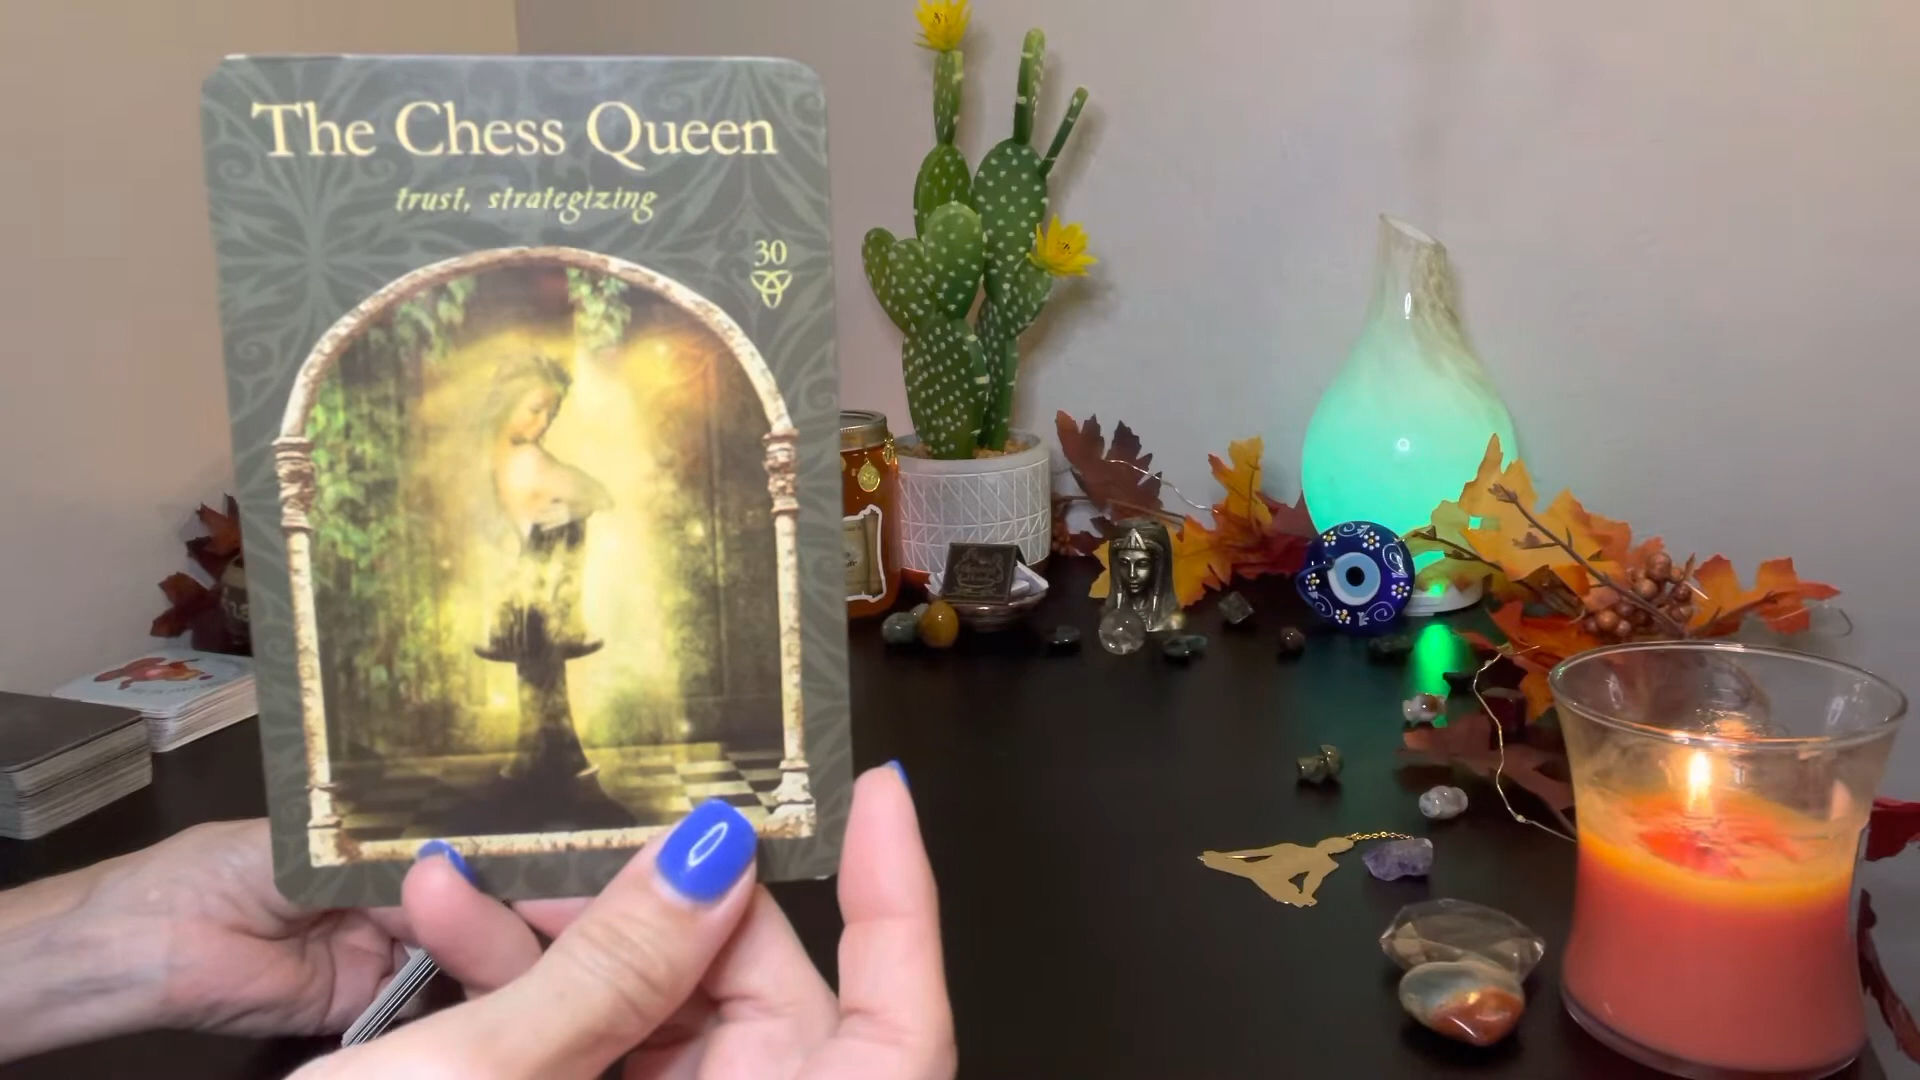 The Chess Queen
trust, strategizing
30